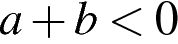 a + b < 0